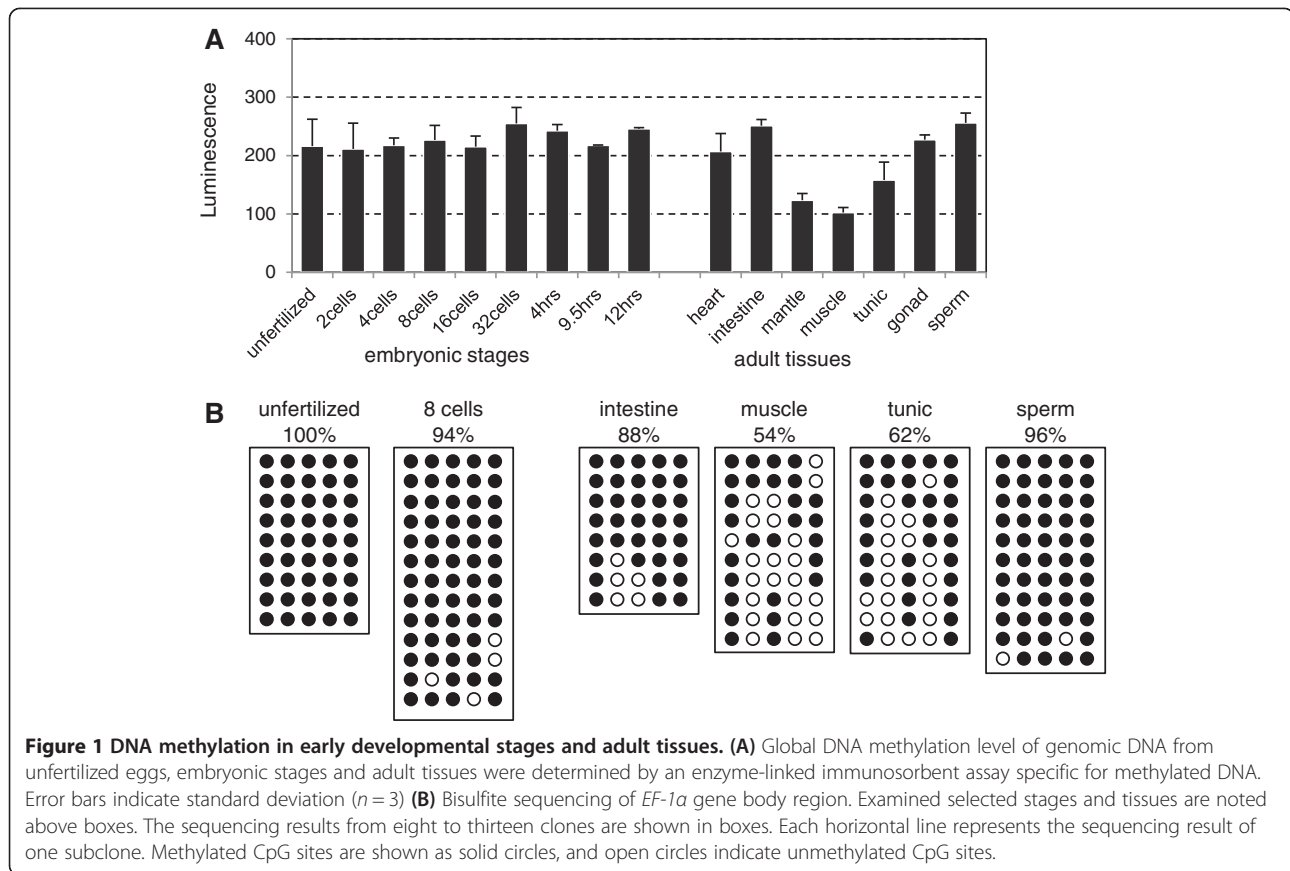 A
400
300
200
100
0
Luminescence
unfertilized
2cells
4cells
8cells
16cells
32cells
4hrs
9.5hrs
12hrs
heart
intestine
mantle
muscle
tunic
gonad
sperm
embryonic stages
adult tissues
B
unfertilized 8 cells intestine muscle tunic sperm
100% 94% 88% 54% 62% 96%
Figure 1 DNA methylation in early developmental stages and adult tissues. (A) Global DNA methylation level of genomic DNA from
unfertilized eggs, embryonic stages and adult tissues were determined by an enzyme-linked immunosorbent assay specific for methylated DNA.
Error bars indicate standard deviation (n = 3) (B) Bisulfite sequencing of EF-1a gene body region. Examined selected stages and tissues are noted
above boxes. The sequencing results from eight to thirteen clones are shown in boxes. Each horizontal line represents the sequencing result of
one subclone. Methylated CpG sites are shown as solid circles, and open circles indicate unmethylated CpG sites.